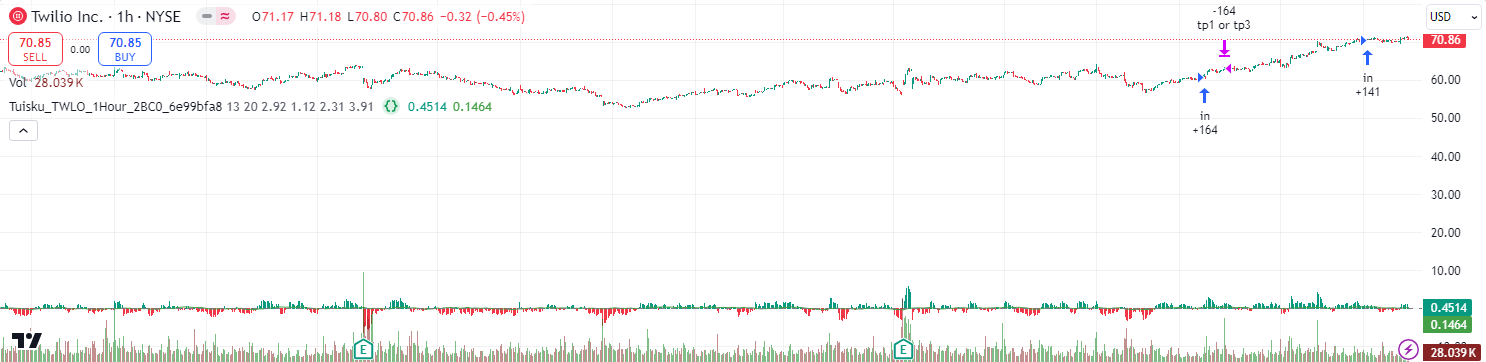 Twilio Inc. · 1h · NYSE O71.17 H71.18 L70.80 C70.86 −0.32 (−0.45%)
USD
70.85 SELL 0.00 70.85 BUY
Vol 28.039 K
Tuisku_TWLO_1Hour_2BC0_6e99bfa8 13 20 2.92 1.12 2.31 3.91 {} 0.4514 0.1464
-164
tp1 or tp3
in
+164
in
+141
70.86
60.00
50.00
40.00
30.00
20.00
10.00
0.4514
0.1464
28.039 K
E
E